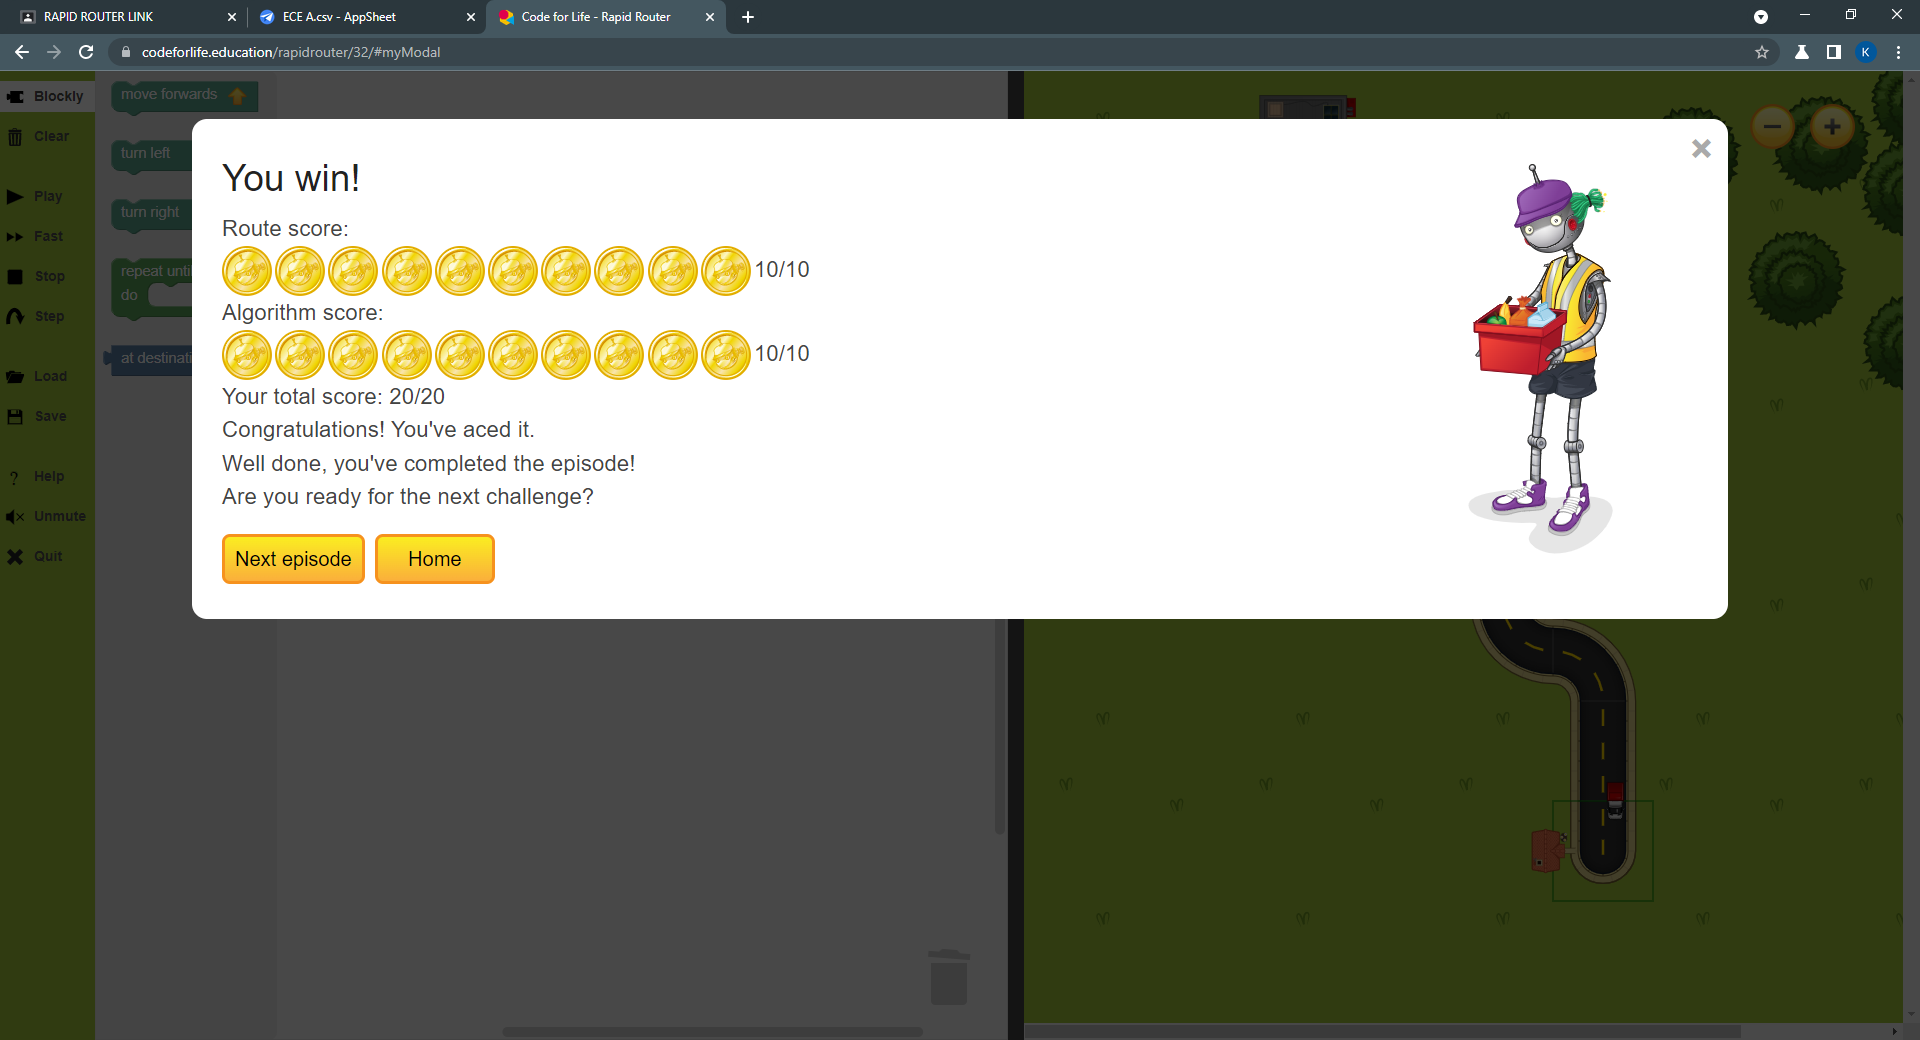 RAPID ROUTER LINK
ECE A.csv - AppSheet
Code for Life - Rapid Router
codeforlife.education/rapidrouter/32/#myModal
K
Blockly
Clear
Play
Fast
Stop
Step
Load
Save
Help
Unmute
Quit
move forwards
turn left
turn right
repeat until
do
at destinati
You win!
Route score:
10/10
Algorithm score:
10/10
Your total score: 20/20
Congratulations! You've aced it.
Well done, you've completed the episode!
Are you ready for the next challenge?
Next episode
Home